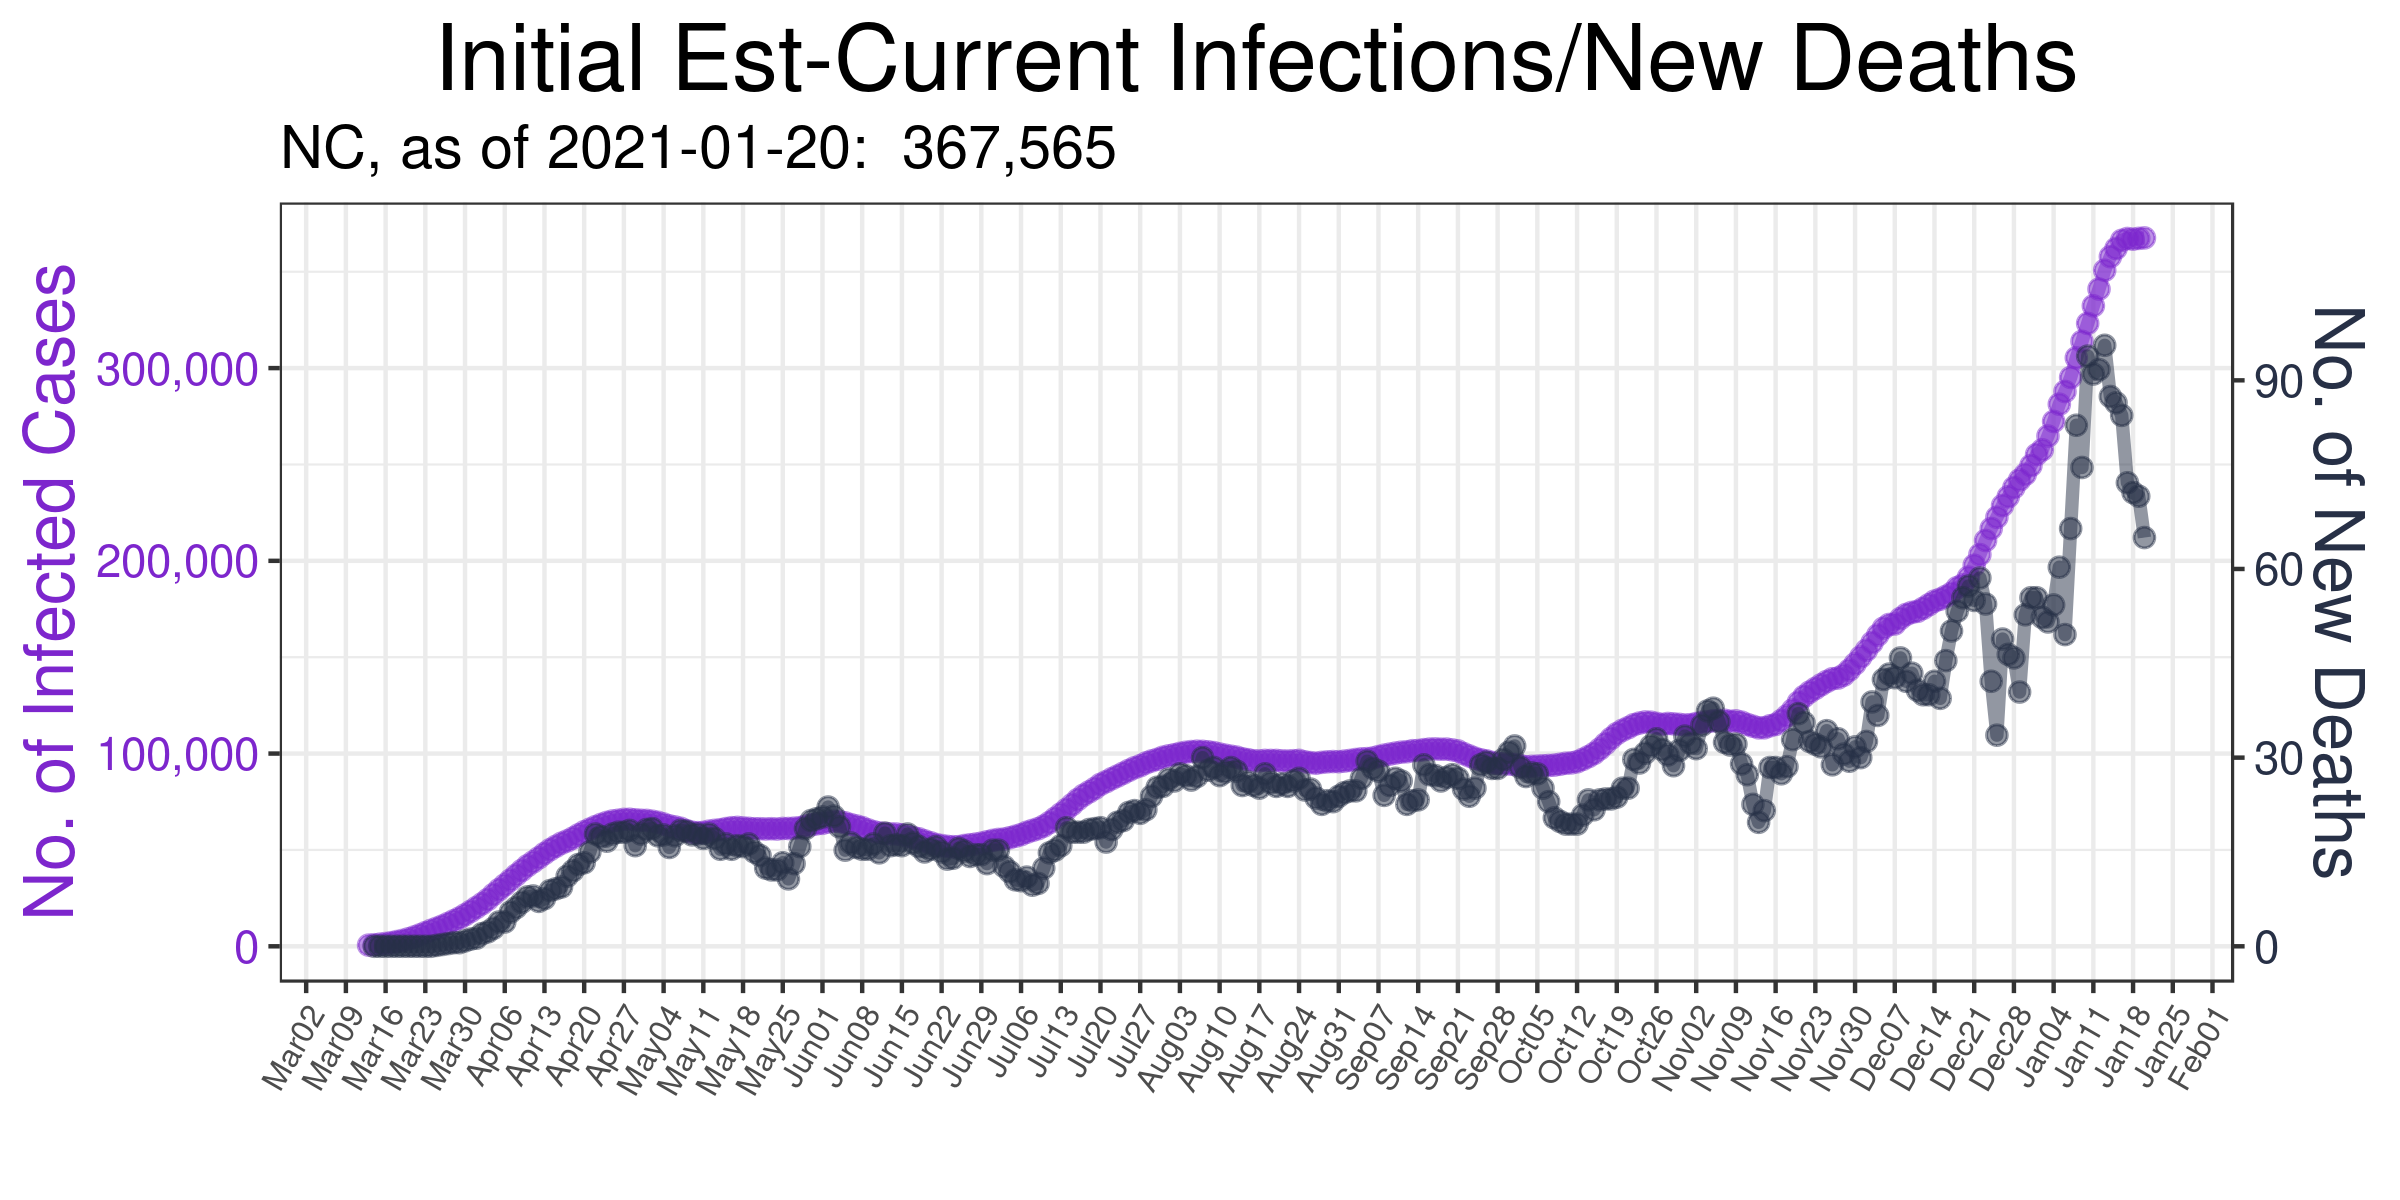 Initial Est-Current Infections/New Deaths
NC, as of 2021-01-20:  367,565
No. of Infected Cases
300,000
200,000
100,000
0
90
60
30
0
No. of New Deaths
Mar02 Mar09 Mar16 Mar23 Mar30 Apr06 Apr13 Apr20 Apr27 May04 May11 May18 May25 Jun01 Jun08 Jun15 Jun22 Jun29 Jul06 Jul13 Jul20 Jul27 Aug03 Aug10 Aug17 Aug24 Aug31 Sep07 Sep14 Sep21 Sep28 Oct05 Oct12 Oct19 Oct26 Nov02 Nov09 Nov16 Nov23 Nov30 Dec07 Dec14 Dec21 Dec28 Jan04 Jan11 Jan18 Jan25 Feb01